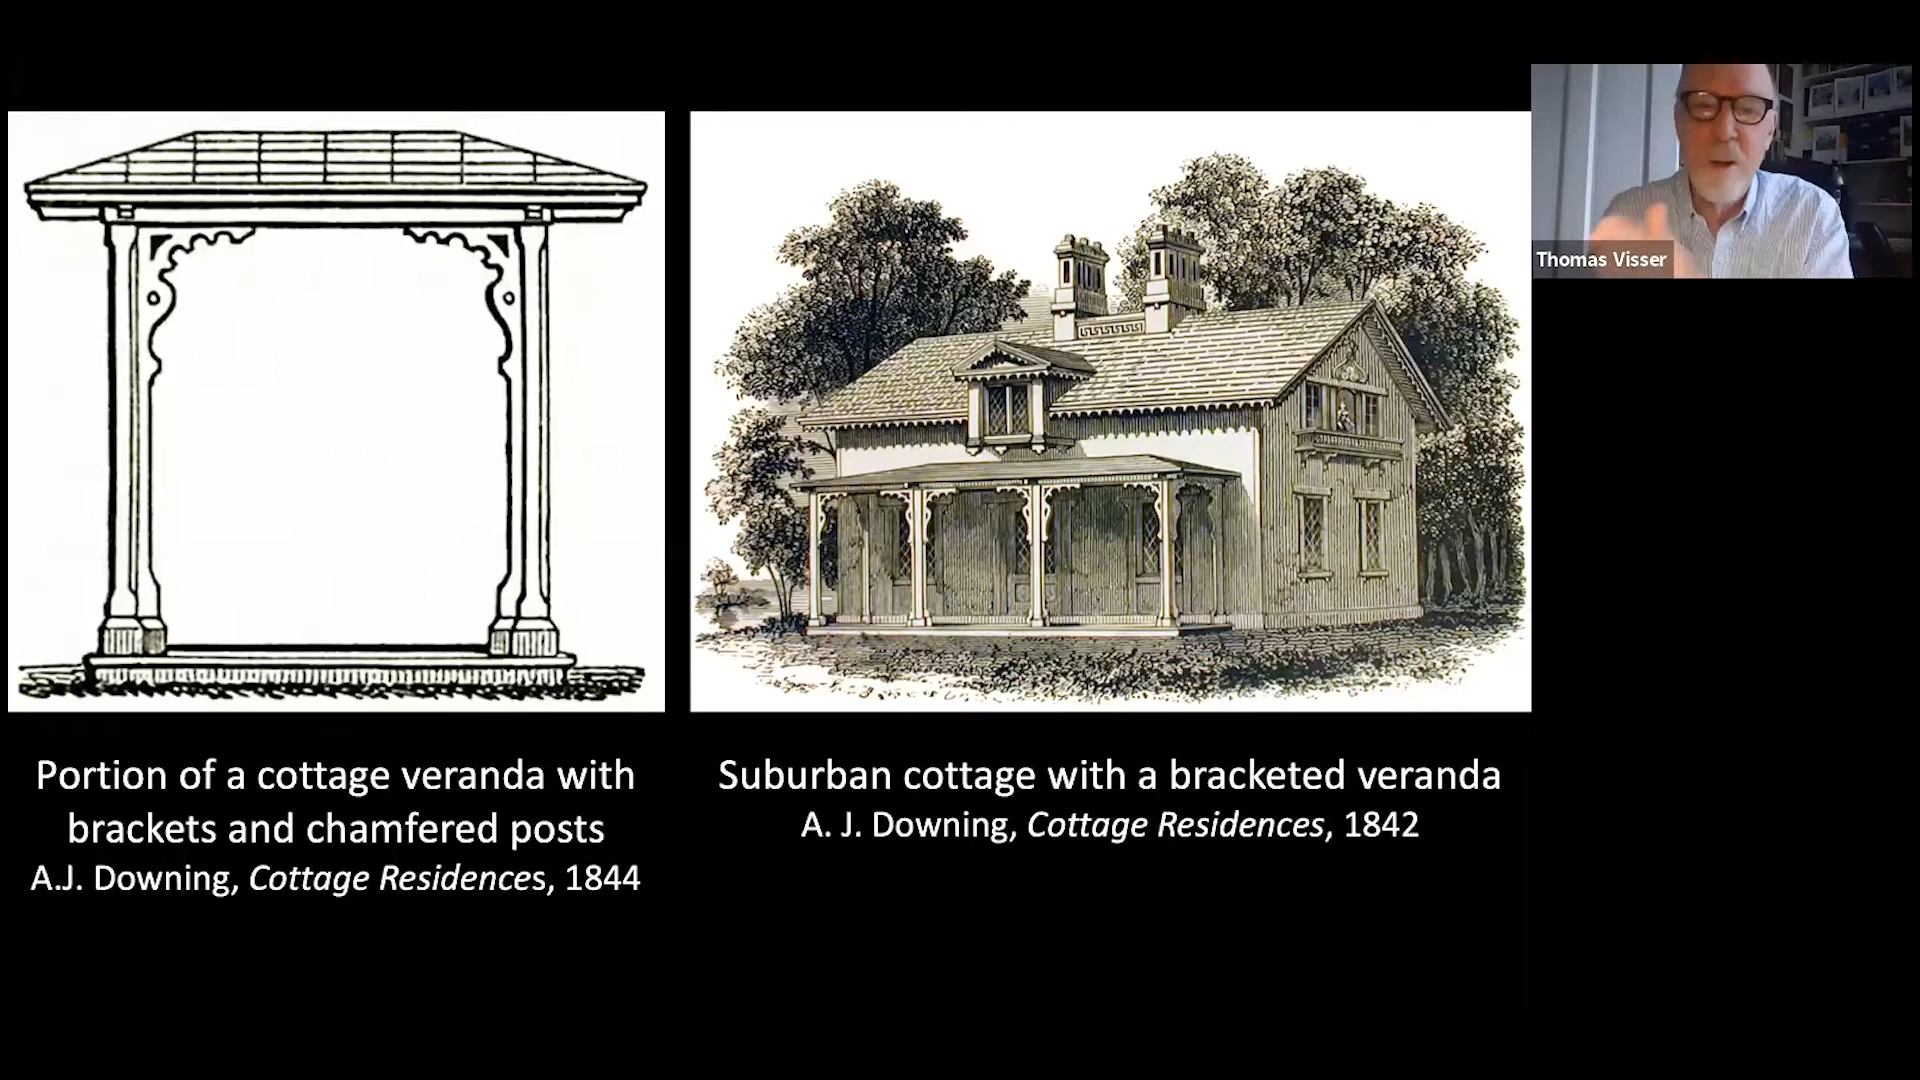 Thomas Visser
Portion of a cottage veranda with
brackets and chamfered posts
A.J. Downing, Cottage Residences, 1844
Suburban cottage with a bracketed veranda
A. J. Downing, Cottage Residences, 1842